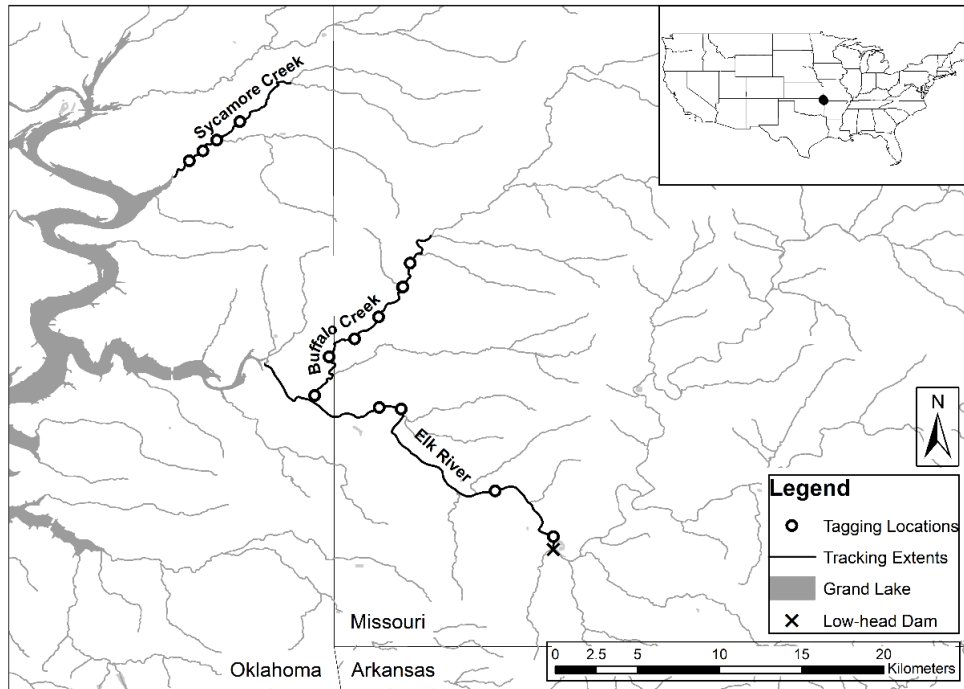 Sycamore Creek
Buffalo Creek
Elk River
N
Legend
Tagging Locations
Tracking Extents
Grand Lake
Low-head Dam
Missouri
Oklahoma
Arkansas
0 2.5 5 10 15 20
Kilometers